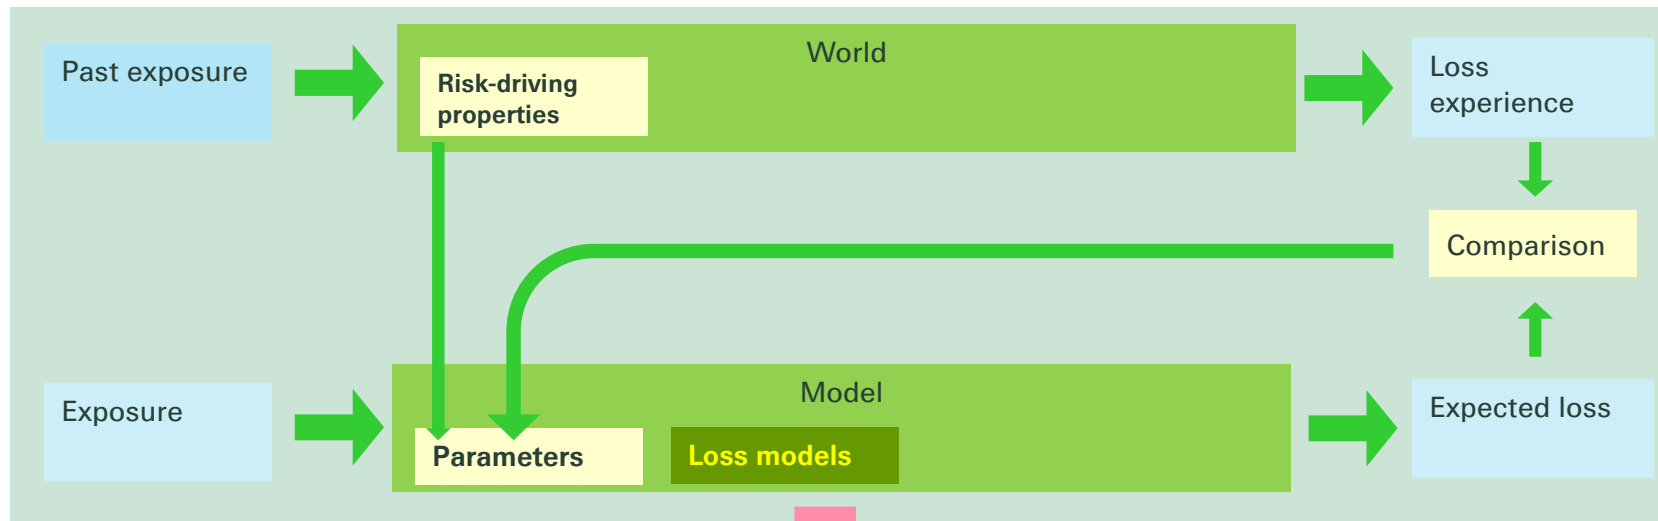 Past exposure
World
Risk-driving
properties
Loss
experience
Comparison
Exposure
Model
Parameters
Loss models
Expected loss